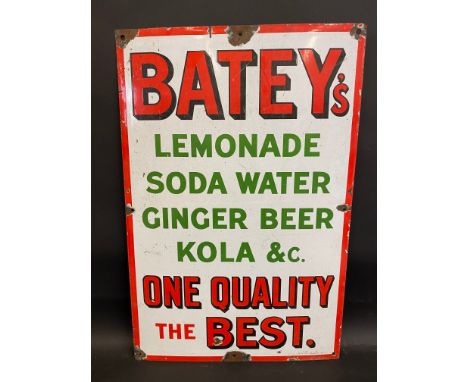 BATEY'S
LEMONADE
SODA WATER
GINGER BEER
KOLA &C.
ONE QUALITY
THE BEST.